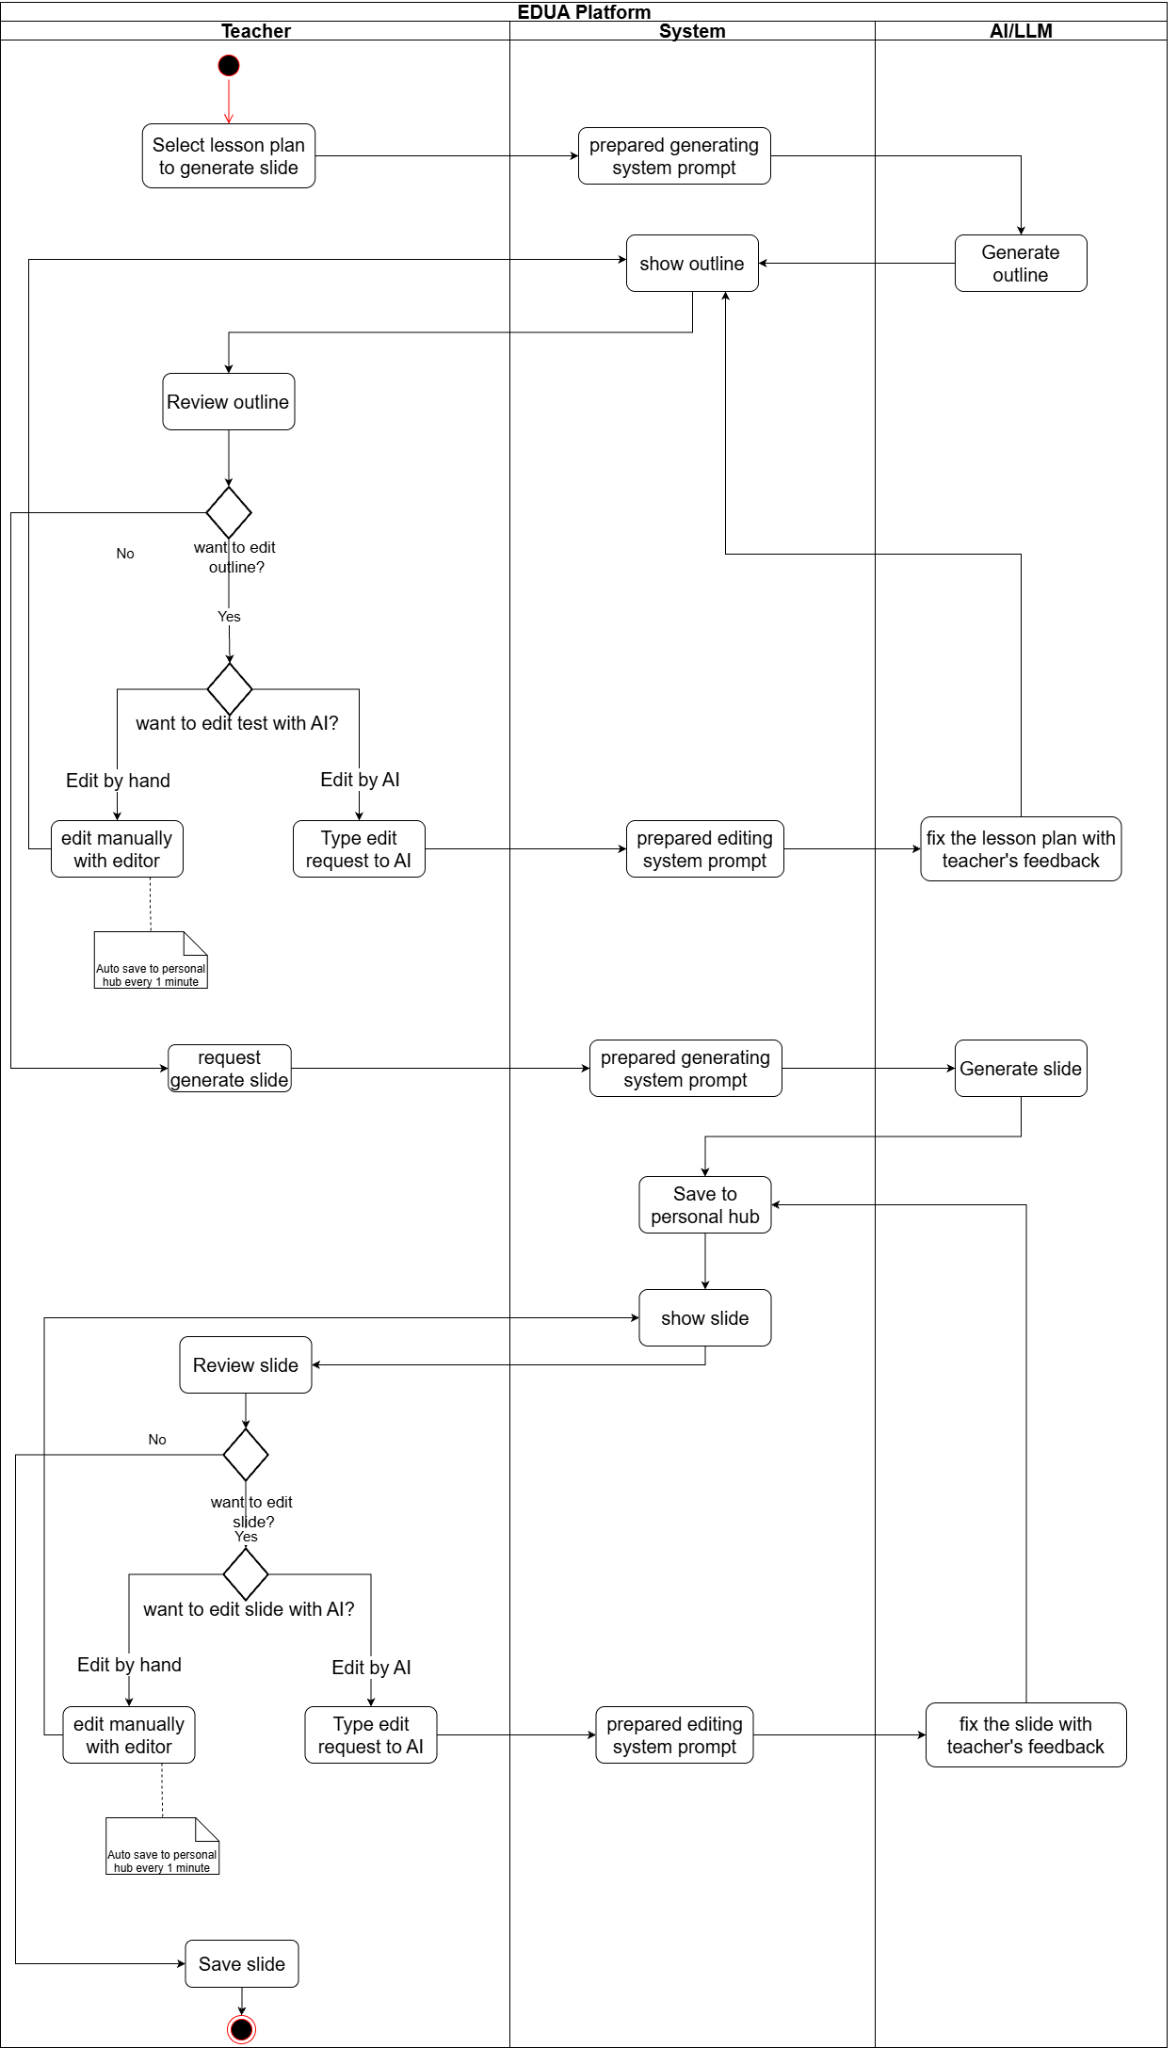 EDUA Platform
Teacher
System
AI/LLM
Select lesson plan
to generate slide
prepared generating
system prompt
Generate
outline
show outline
Review outline
want to edit
outline?
No
Yes
want to edit test with AI?
Edit by hand
Edit by AI
edit manually
with editor
Type edit
request to AI
prepared editing
system prompt
fix the lesson plan with
teacher's feedback
Auto save to personal
hub every 1 minute
request
generate slide
prepared generating
system prompt
Generate slide
Save to
personal hub
show slide
Review slide
No
want to edit
slide?
Yes
want to edit slide with AI?
Edit by hand
Edit by AI
edit manually
with editor
Type edit
request to AI
prepared editing
system prompt
fix the slide with
teacher's feedback
Auto save to personal
hub every 1 minute
Save slide